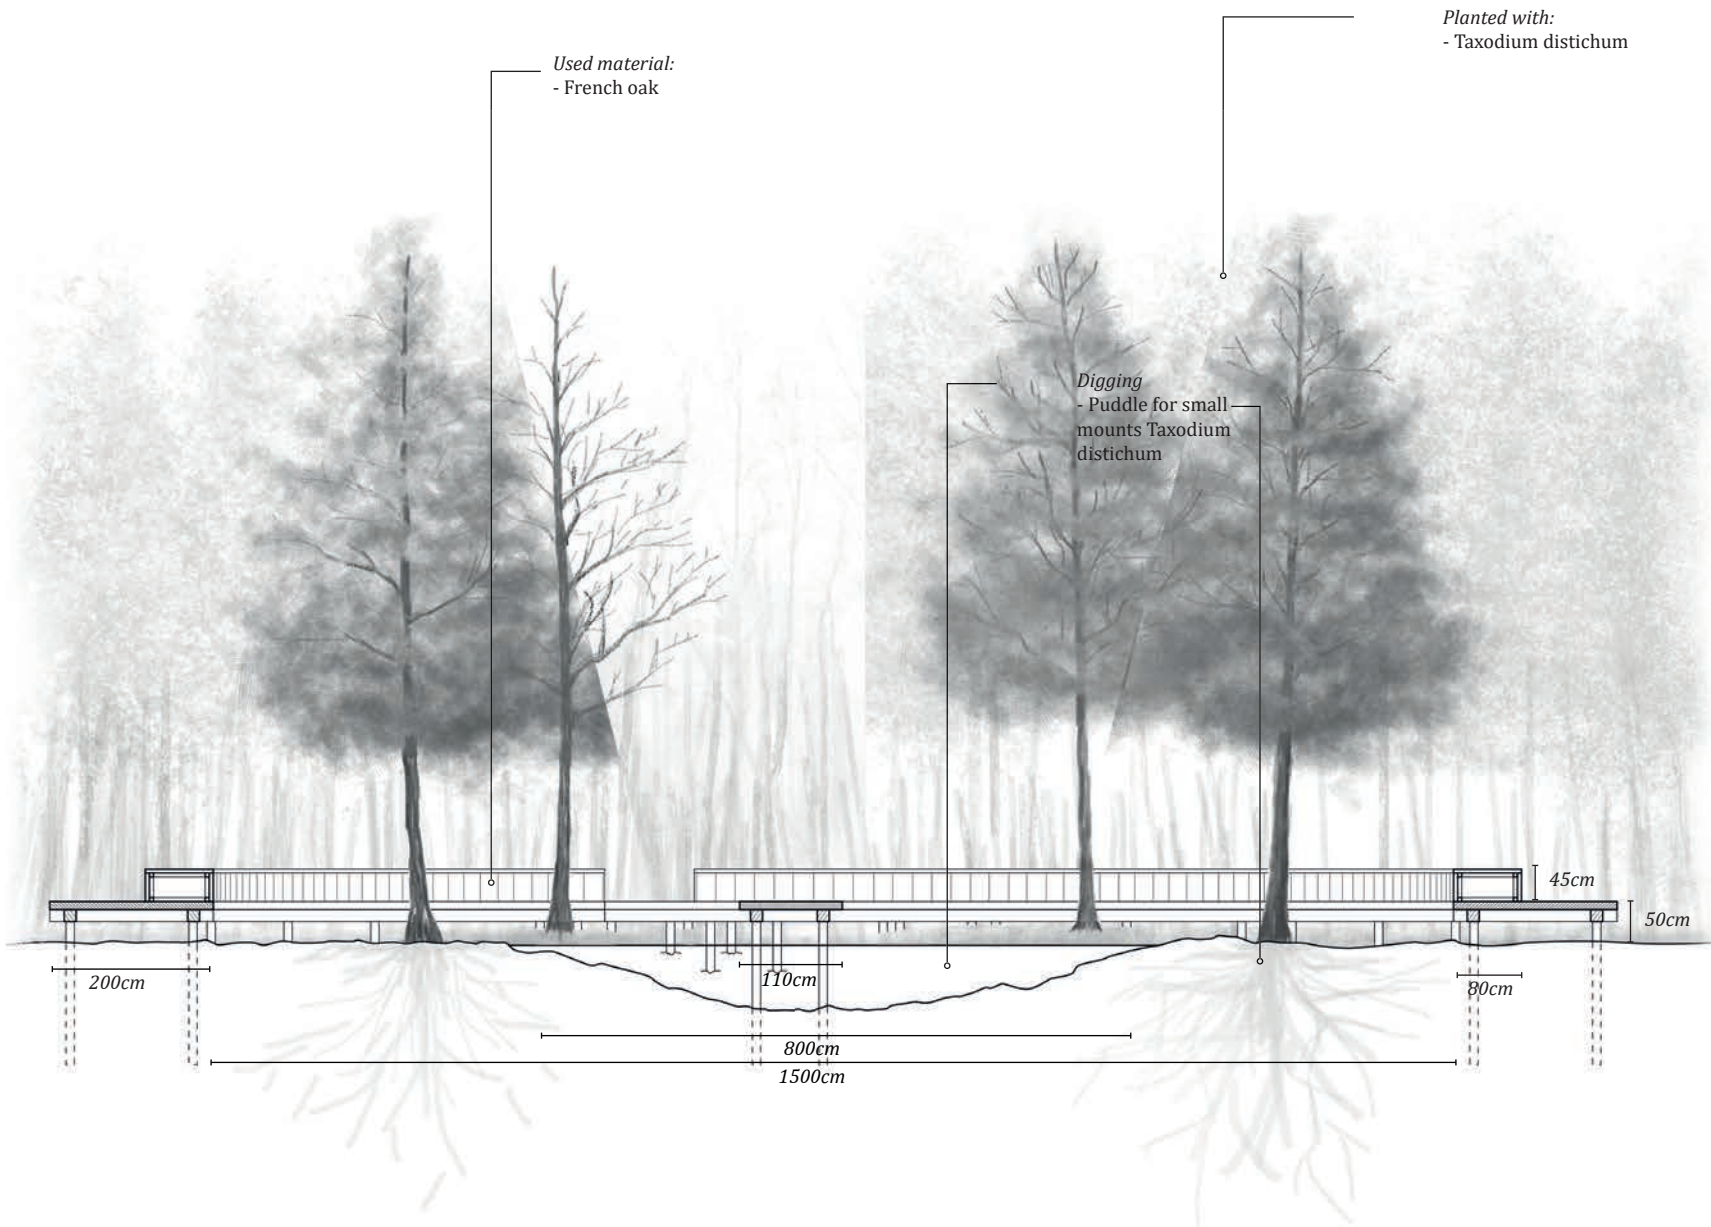 Planted with:
- Taxodium distichum
Used material:
- French oak
Digging
- Puddle for small
mounts Taxodium
distichum
45cm
50cm
200cm
110cm
80cm
800cm
1500cm